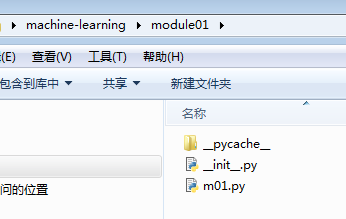 machine-learning ▸ module01 ▸
(E) 查看(V) 工具(T) 帮助(H)
包含到库中 共享 新建文件夹
名称
__pycache__
__init__.py
m01.py
问的位置